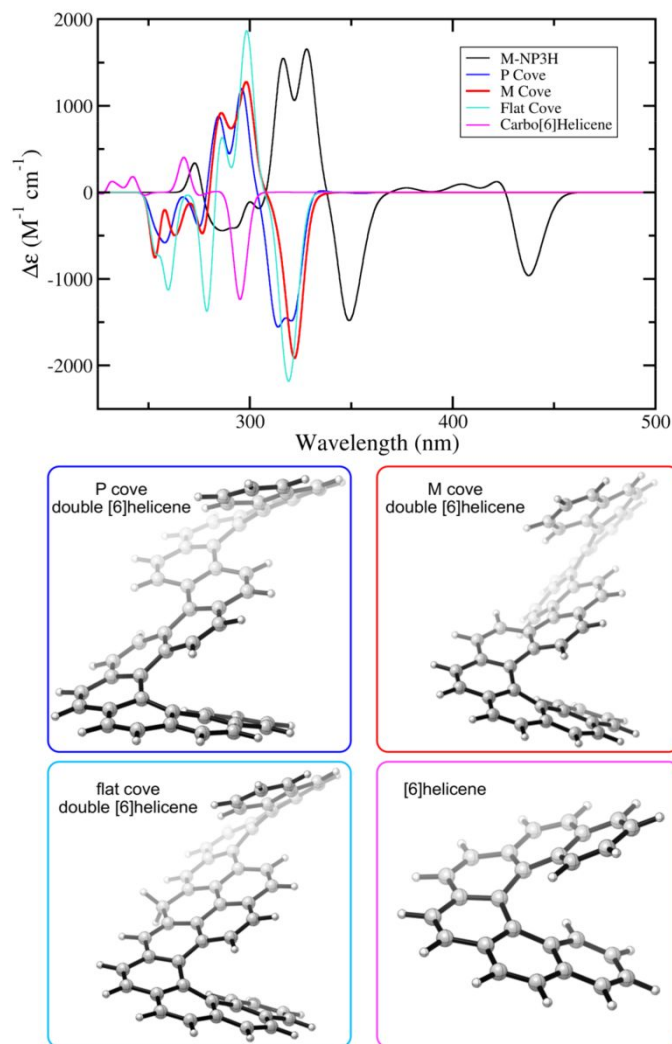 2000
1000
0
-1000
-2000
Δε (M⁻¹ cm⁻¹)
M-NP3H
P Cove
M Cove
Flat Cove
Carbo[6]Helicene
300
400
500
Wavelength (nm)
P cove
double [6]helicene
M cove
double [6]helicene
flat cove
double [6]helicene
[6]helicene